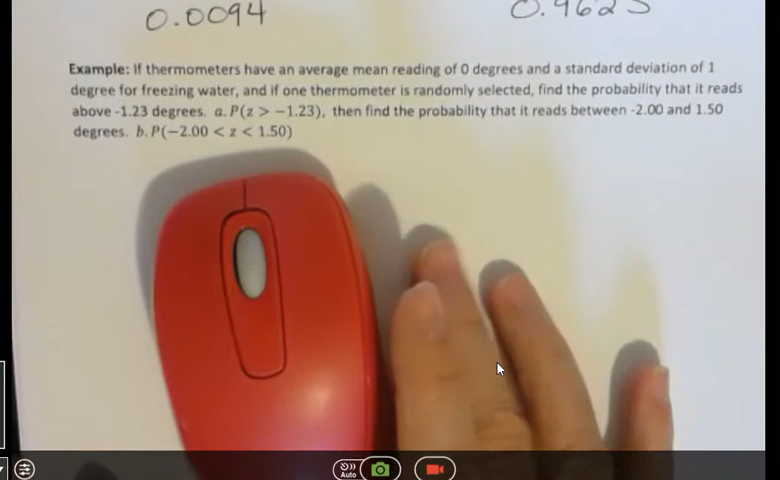 0.0094 0.9625
Example: If thermometers have an average mean reading of 0 degrees and a standard deviation of 1
degree for freezing water, and if one thermometer is randomly selected, find the probability that it reads
above -1.23 degrees. a. P(z > −1.23), then find the probability that it reads between -2.00 and 1.50
degrees. b. P(−2.00 < z < 1.50)
Auto